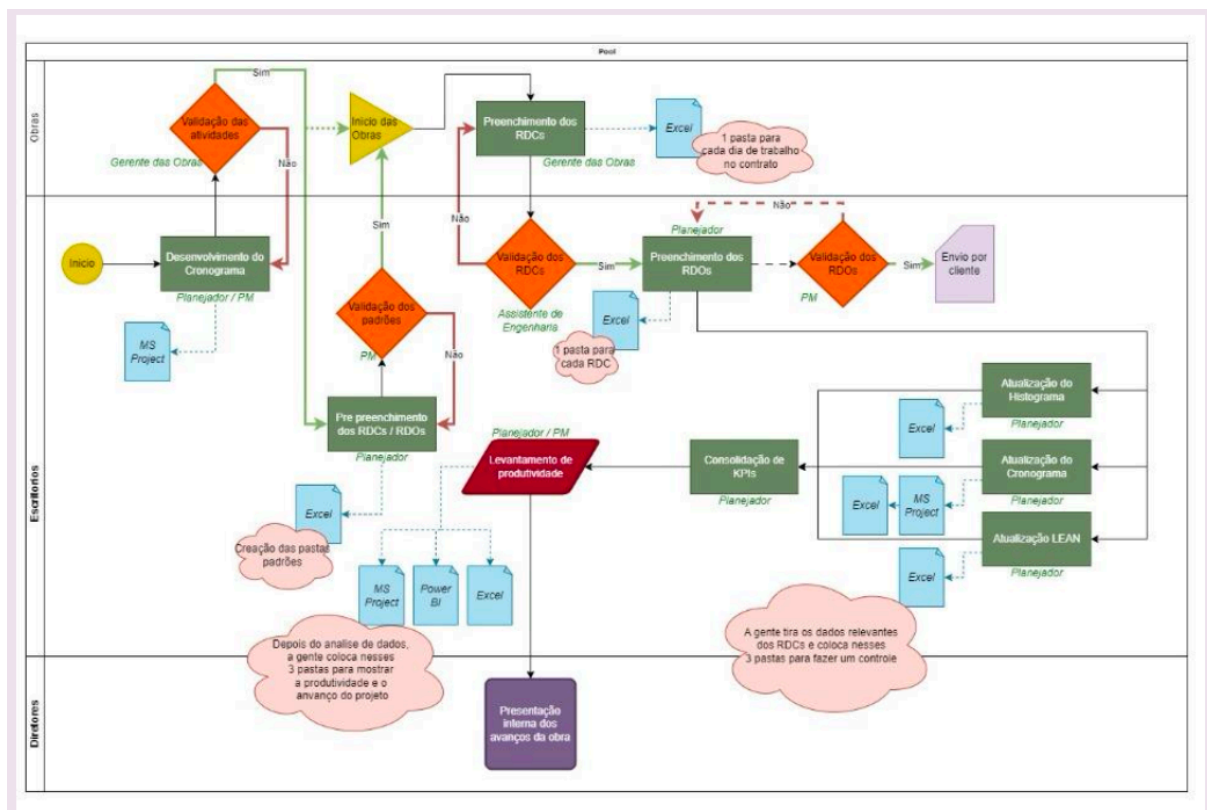 Pool
Obras
Sim
Validação das
atividades
Gerente das Obras
Não
Inicio das
Obras
Preenchimento dos
RDCs
Gerente das Obras
Excel
1 pasta para
cada dia de trabalho
no contrato
Escritorios
Inicio
Desenvolvimento do
Cronograma
Planejador / PM
MS
Project
Sim
Validação dos
padrões
PM
Não
Pre preenchimento
dos RDCs / RDOs
Planejador
Excel
Creação das pastas
padrões
Não
Validação dos
RDCs
Assistente de
Engenharia
Sim
Planejador
Preenchimento dos
RDOs
Excel
1 pasta para
cada RDC
Não
Validação dos
RDOs
PM
Sim
Envio por
cliente
Atualização do
Histograma
Planejador
Excel
Atualização do
Cronograma
Planejador
Excel
MS
Project
Atualização LEAN
Planejador
Excel
Consolidação de
KPIs
Planejador
Planejador / PM
Levantamento de
produtividade
MS
Project
Power
BI
Excel
Depois do analise de dados,
a gente coloca nesses
3 pastas para mostrar
a produtividade e o
anvanço do projeto
A gente tira os dados relevantes
dos RDCs e coloca nesses
3 pastas para fazer um controle
Diretores
Presentação
interna dos
avanços da obra